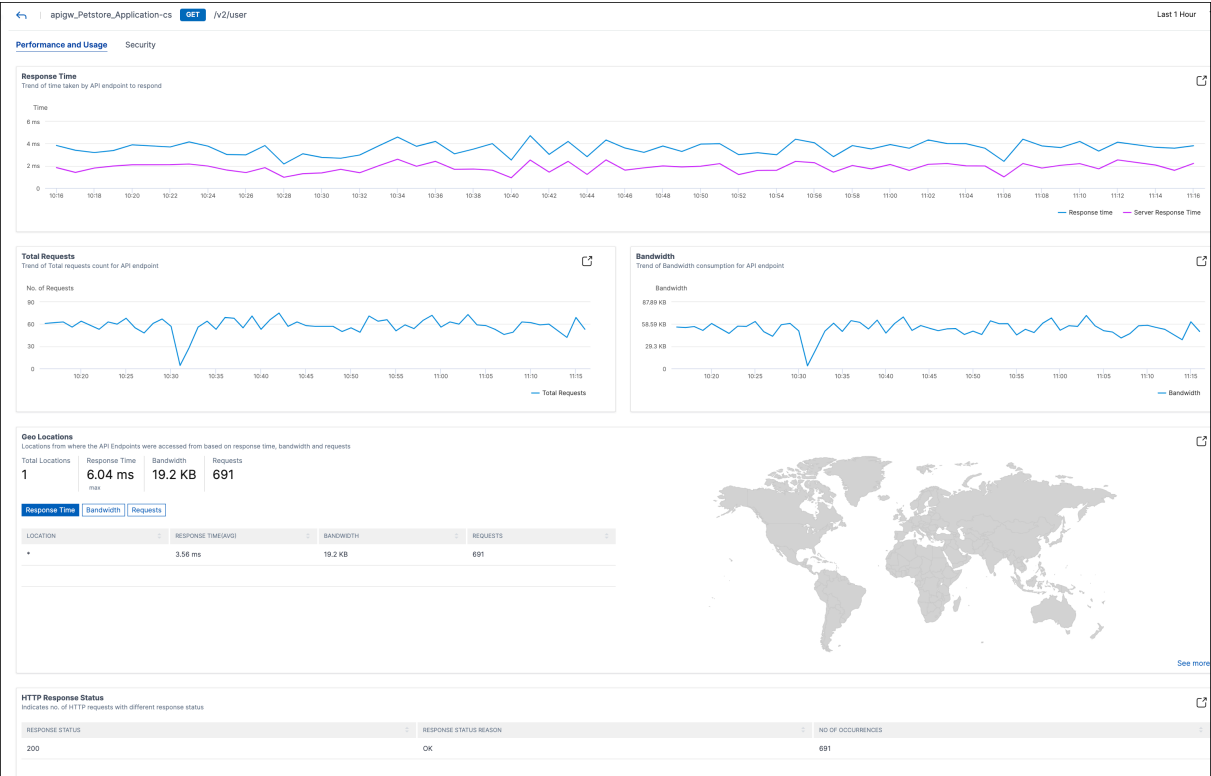 apigw_Petstore_Application-cs GET /v2/user Last 1 Hour
Performance and Usage Security
Response Time
Trend of time taken by API endpoint to respond
Time
6 ms
4 ms
2 ms
0
10:16 10:18 10:20 10:22 10:24 10:26 10:28 10:30 10:32 10:34 10:36 10:38 10:40 10:42 10:44 10:46 10:48 10:50 10:52 10:54 10:56 10:58 11:00 11:02 11:04 11:06 11:08 11:10 11:12 11:14 11:16
Response time Server Response Time
Total Requests
Trend of Total requests count for API endpoint
No. of Requests
90
60
30
0
10:20 10:25 10:30 10:35 10:40 10:45 10:50 10:55 11:00 11:05 11:10 11:15
Total Requests
Bandwidth
Trend of Bandwidth consumption for API endpoint
Bandwidth
87.89 KB
58.59 KB
29.3 KB
0
10:20 10:25 10:30 10:35 10:40 10:45 10:50 10:55 11:00 11:05 11:10 11:15
Bandwidth
Geo Locations
Locations from where the API Endpoints were accessed from based on response time, bandwidth and requests
Total Locations Response Time Bandwidth Requests
1 6.04 ms 19.2 KB 691
max
Response Time Bandwidth Requests
LOCATION RESPONSE TIME(AVG) BANDWIDTH REQUESTS
* 3.56 ms 19.2 KB 691
See more
HTTP Response Status
Indicates no. of HTTP requests with different response status
RESPONSE STATUS RESPONSE STATUS REASON NO OF OCCURRENCES
200 OK 691